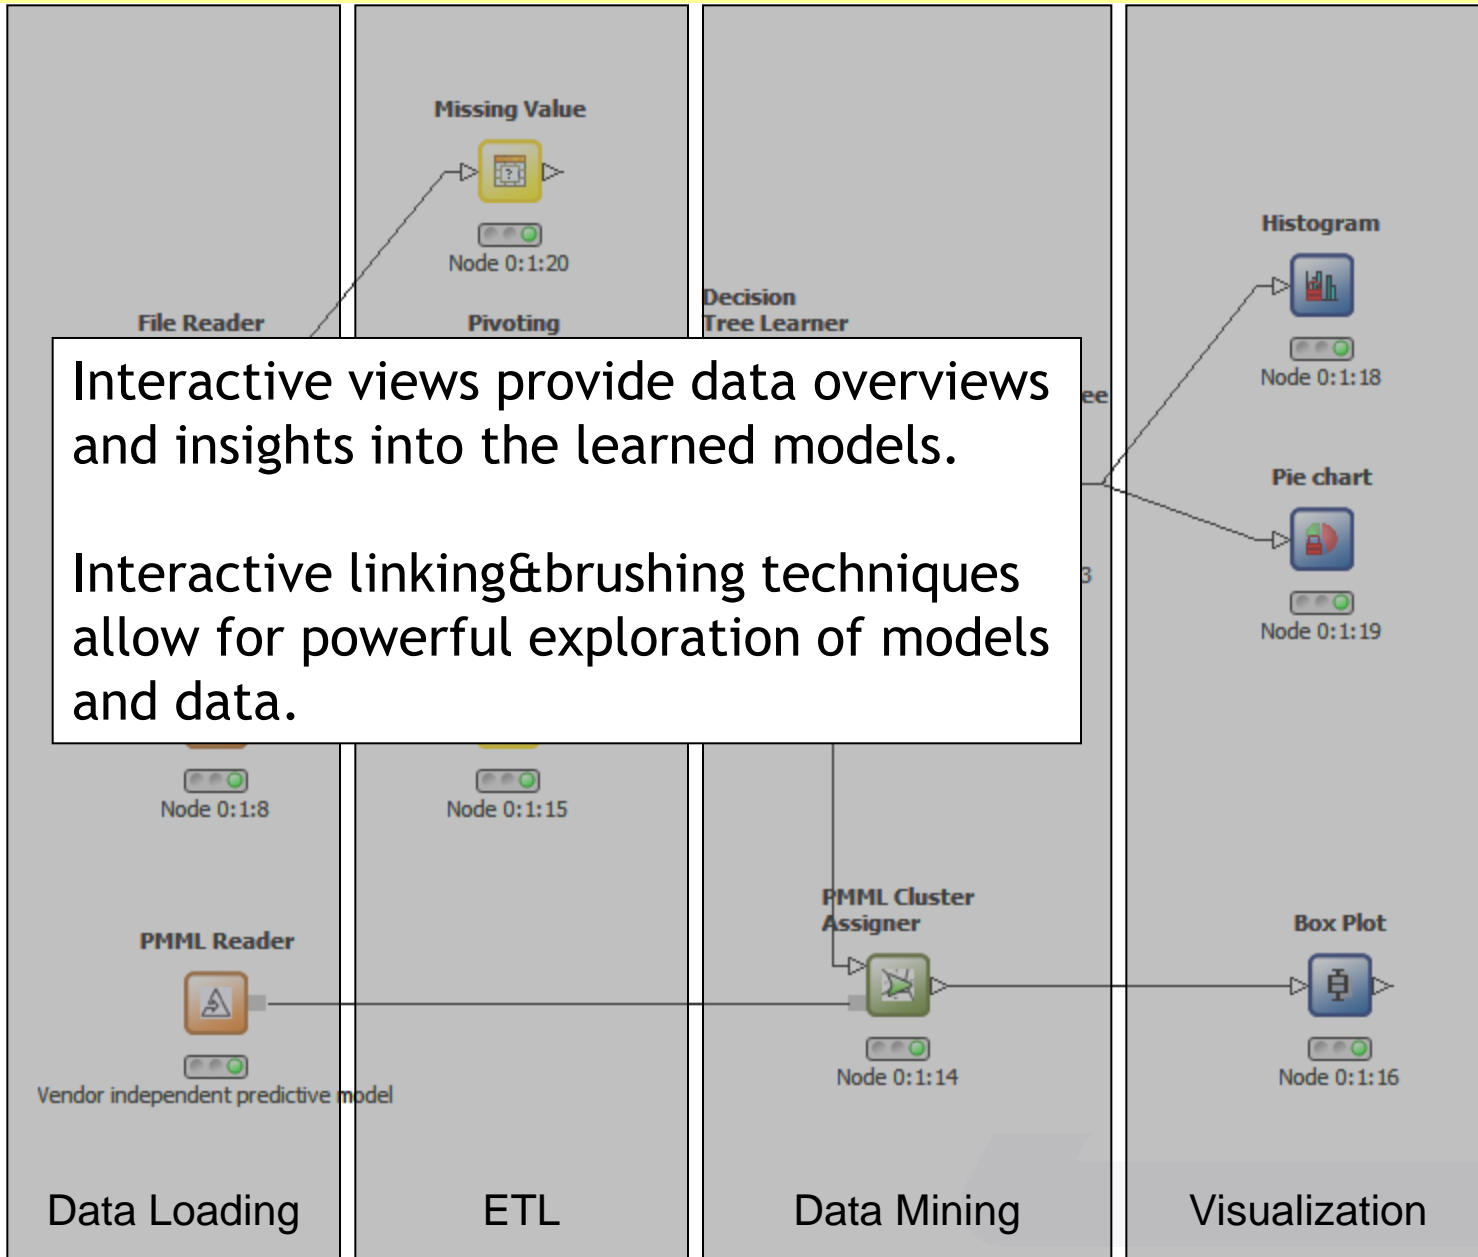 Missing Value
Node 0:1:20
Histogram
Node 0:1:18
File Reader
Pivoting
Decision
Tree Learner
Interactive views provide data overviews
and insights into the learned models.
Interactive linking&brushing techniques
allow for powerful exploration of models
and data.
ee
3
Pie chart
Node 0:1:19
Node 0:1:8
Node 0:1:15
PMML Reader
Vendor independent predictive model
PMML Cluster
Assigner
Node 0:1:14
Box Plot
Node 0:1:16
Data Loading
ETL
Data Mining
Visualization